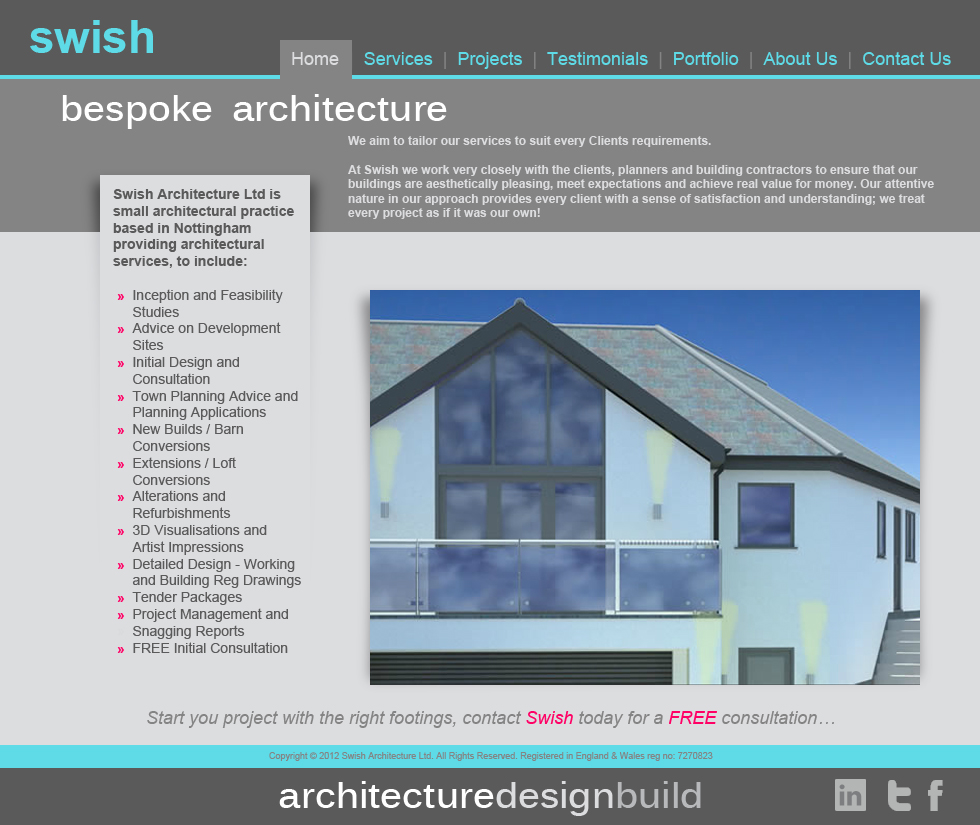 swish
Home Services | Projects | Testimonials | Portfolio | About Us | Contact Us
bespoke architecture
We aim to tailor our services to suit every Clients requirements.
At Swish we work very closely with the clients, planners and building contractors to ensure that our
buildings are aesthetically pleasing, meet expectations and achieve real value for money. Our attentive
nature in our approach provides every client with a sense of satisfaction and understanding; we treat
every project as if it was our own!
Swish Architecture Ltd is
small architectural practice
based in Nottingham
providing architectural
services, to include:
» Inception and Feasibility
Studies
» Advice on Development
Sites
» Initial Design and
Consultation
» Town Planning Advice and
Planning Applications
» New Builds / Barn
Conversions
» Extensions / Loft
Conversions
» Alterations and
Refurbishments
» 3D Visualisations and
Artist Impressions
» Detailed Design - Working
and Building Reg Drawings
» Tender Packages
» Project Management and
Snagging Reports
» FREE Initial Consultation
Start you project with the right footings, contact Swish today for a FREE consultation…
Copyright © 2012 Swish Architecture Ltd. All Rights Reserved. Registered in England & Wales reg no: 7270823
architecturedesignbuild